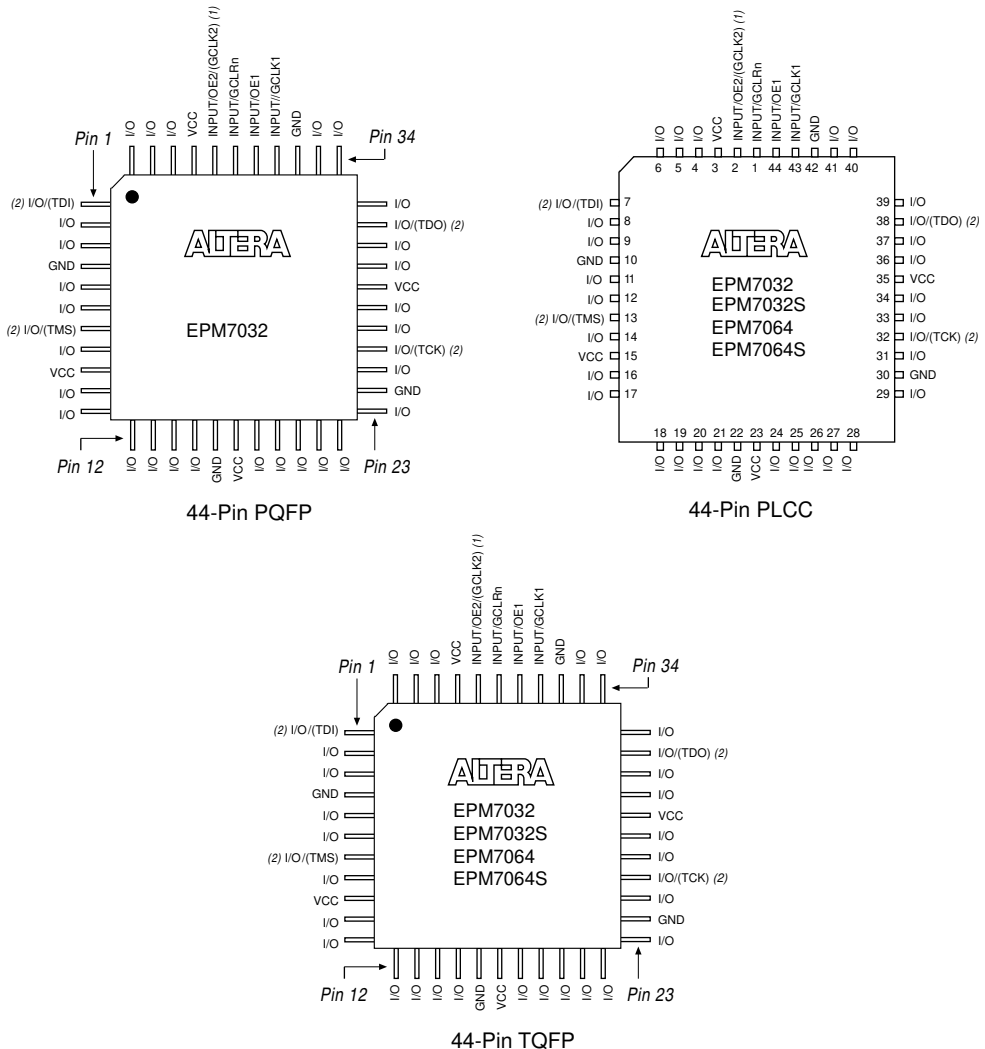 I/O
I/O
I/O
VCC
INPUT/OE2/(GCLK2) (1)
INPUT/GCLRn
INPUT/OE1
INPUT//GCLK1
GND
I/O
I/O
Pin 1
Pin 34
(2) I/O/(TDI)
I/O
I/O
GND
I/O
I/O
(2) I/O/(TMS)
I/O
VCC
I/O
I/O
ALTERA
EPM7032
I/O
I/O/(TDO) (2)
I/O
I/O
VCC
I/O
I/O
I/O/(TCK) (2)
I/O
GND
I/O
Pin 12
Pin 23
I/O
I/O
I/O
I/O
GND
VCC
I/O
I/O
I/O
I/O
I/O
44-Pin PQFP
I/O
I/O
I/O
VCC
INPUT/OE2/(GCLK2) (1)
INPUT/GCLRn
INPUT/OE1
INPUT/GCLK1
GND
I/O
I/O
6 5 4 3 2 1 44 43 42 41 40
(2) I/O/(TDI) 7
I/O 8
I/O 9
GND 10
I/O 11
I/O 12
(2) I/O/(TMS) 13
I/O 14
VCC 15
I/O 16
I/O 17
ALTERA
EPM7032
EPM7032S
EPM7064
EPM7064S
39 I/O
38 I/O/(TDO) (2)
37 I/O
36 I/O
35 VCC
34 I/O
33 I/O
32 I/O/(TCK) (2)
31 I/O
30 GND
29 I/O
18 19 20 21 22 23 24 25 26 27 28
I/O
I/O
I/O
I/O
GND
VCC
I/O
I/O
I/O
I/O
I/O
44-Pin PLCC
I/O
I/O
I/O
VCC
INPUT/OE2/(GCLK2) (1)
INPUT/GCLRn
INPUT/OE1
INPUT/GCLK1
GND
I/O
I/O
Pin 1
Pin 34
(2) I/O/(TDI)
I/O
I/O
GND
I/O
I/O
(2) I/O/(TMS)
I/O
VCC
I/O
I/O
ALTERA
EPM7032
EPM7032S
EPM7064
EPM7064S
I/O
I/O/(TDO) (2)
I/O
I/O
VCC
I/O
I/O
I/O/(TCK) (2)
I/O
GND
I/O
Pin 12
Pin 23
I/O
I/O
I/O
I/O
GND
VCC
I/O
I/O
I/O
I/O
I/O
44-Pin TQFP